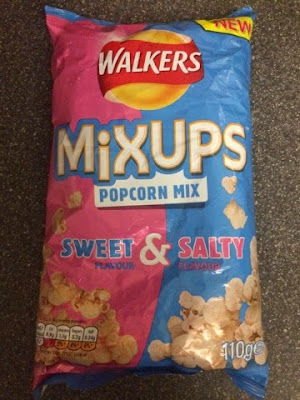 NEW
WALKERS
MiXUPS
POPCORN MIX
SWEET & SALTY
FLAVOUR FLAVOUR
110g℮